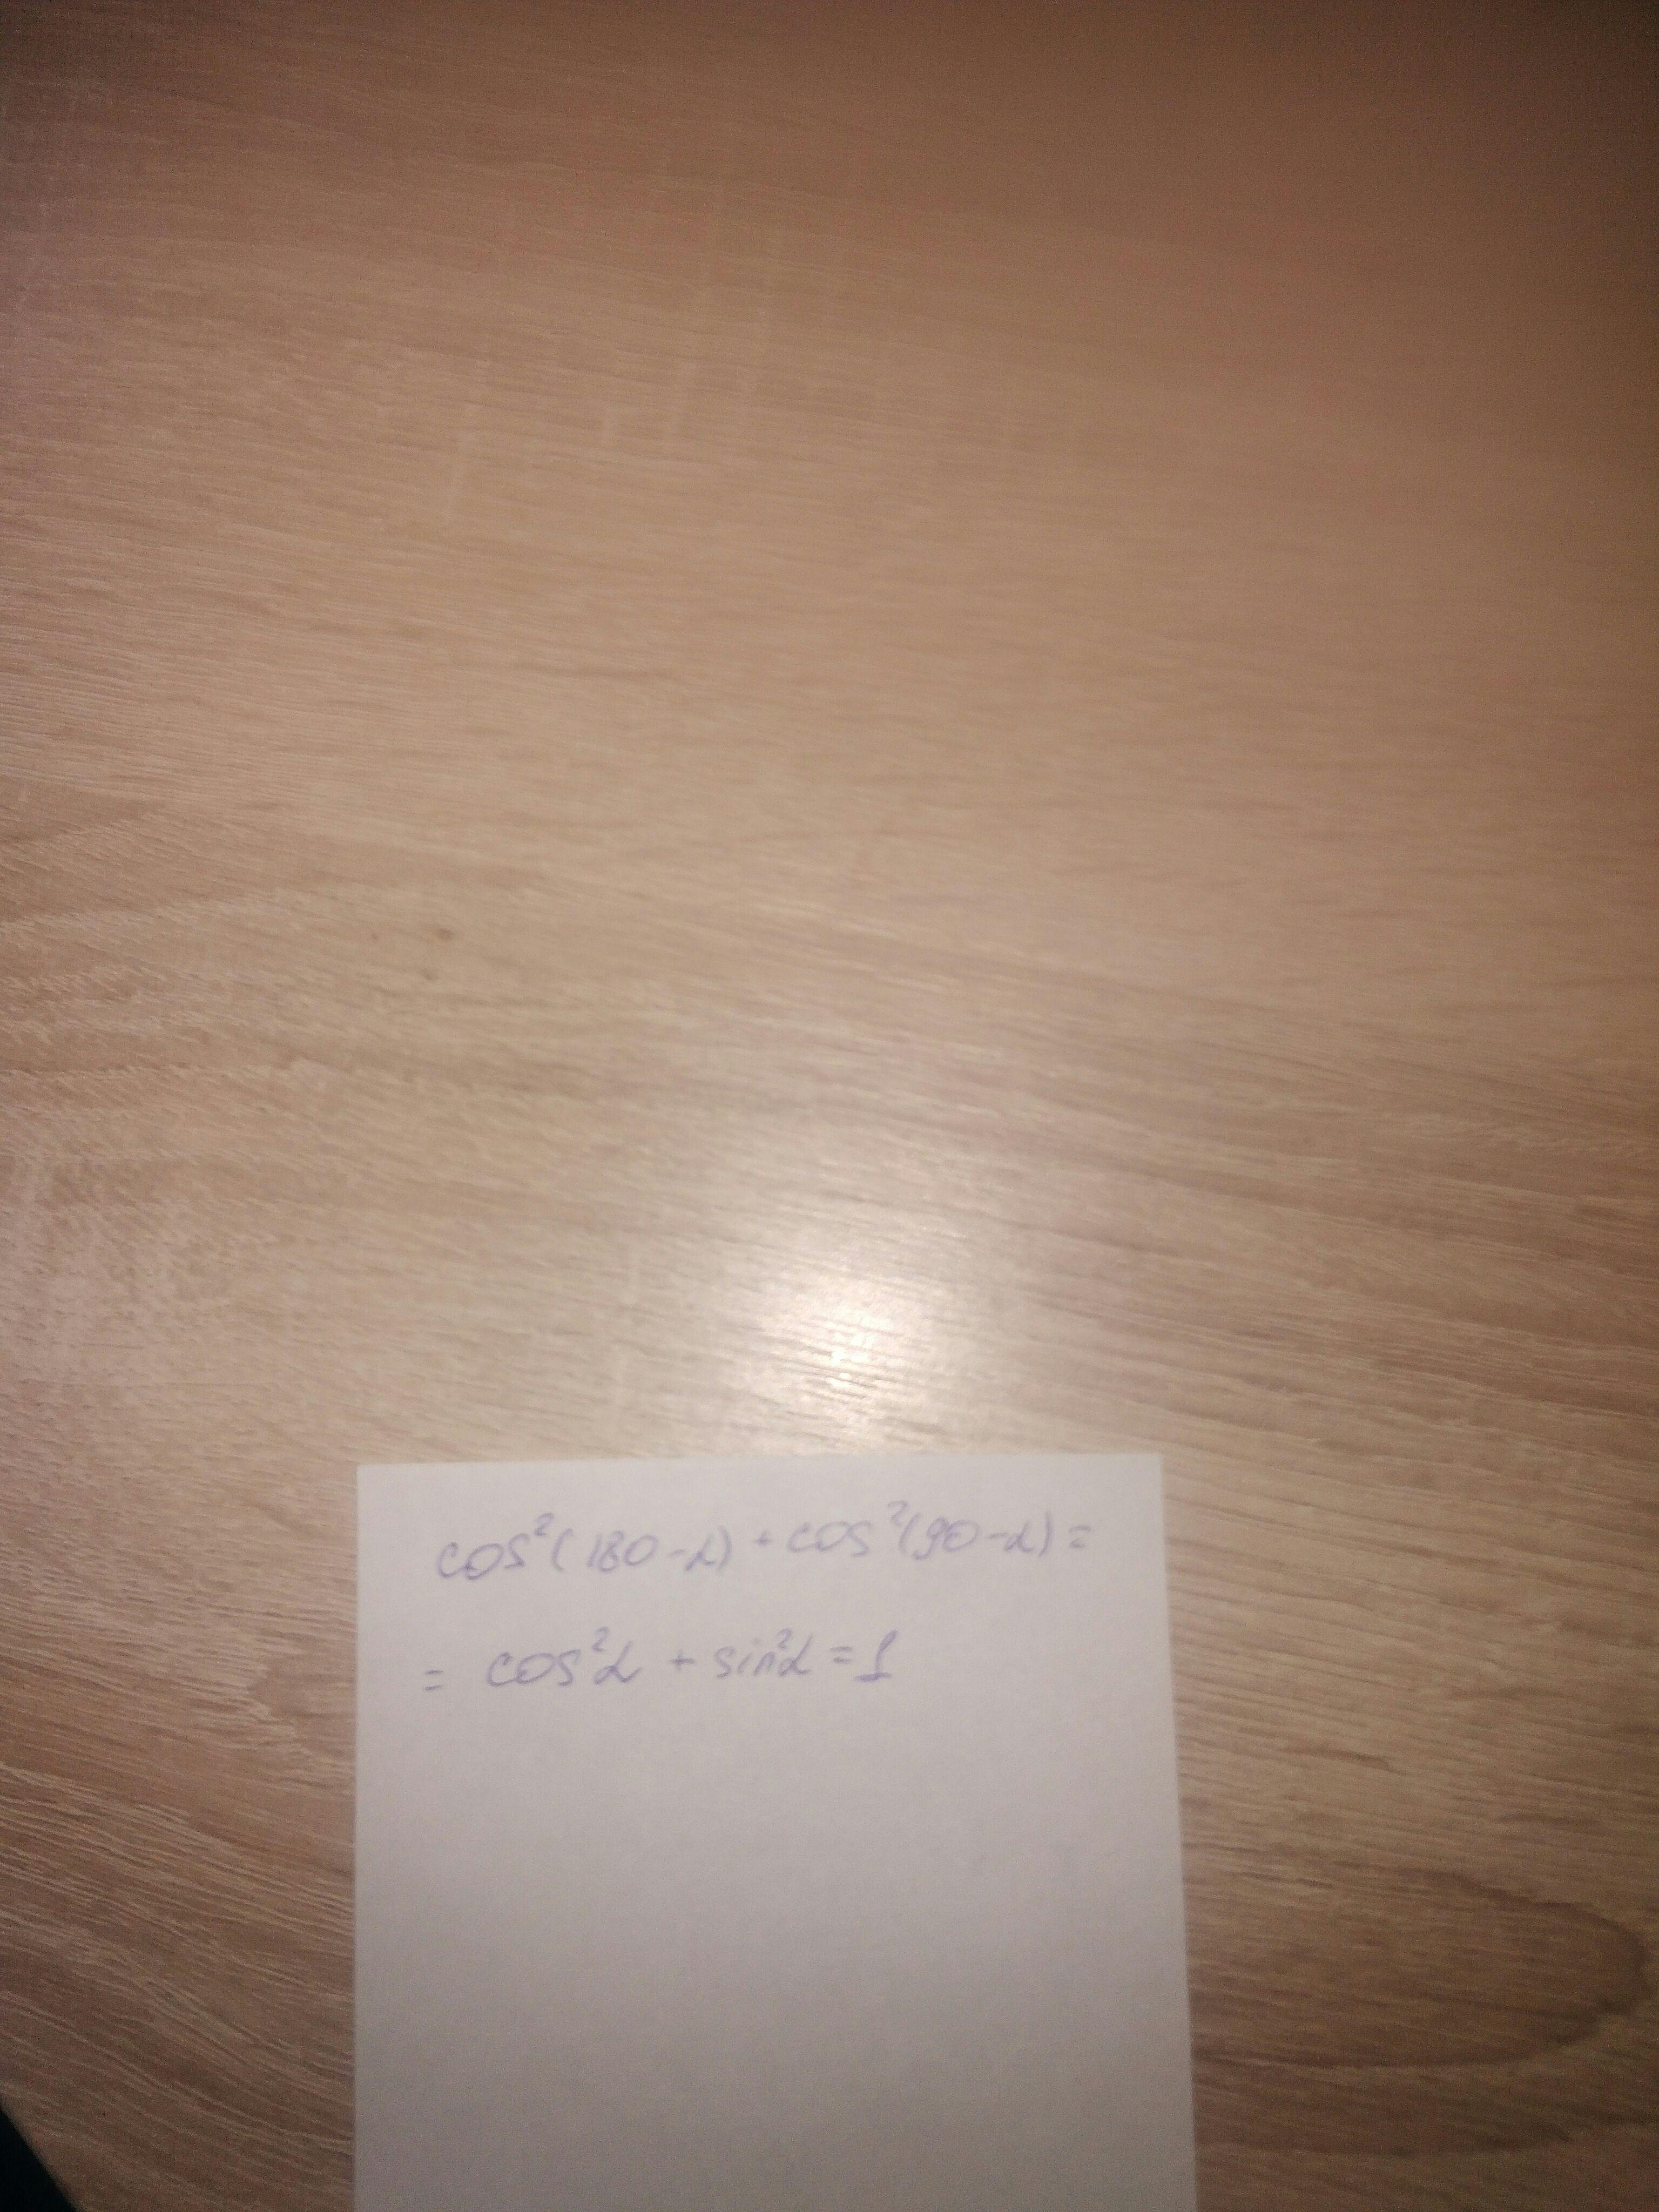 cos²(180-α) + cos²(90-α) =
= cos²α + sin²α = 1